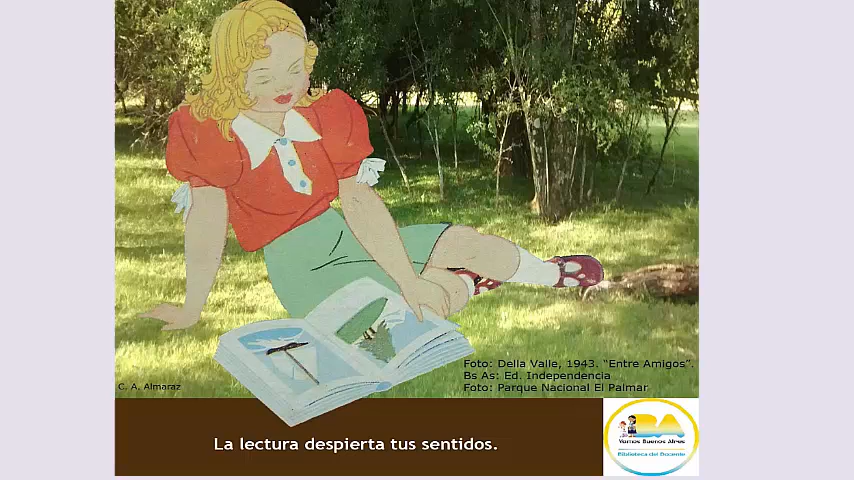 C. A. Almaraz
Foto: Della Valle, 1943. "Entre Amigos".
Bs As: Ed. Independencia
Foto: Parque Nacional El Palmar
La lectura despierta tus sentidos.
BA
Vamos Buenos Aires
Biblioteca del Docente